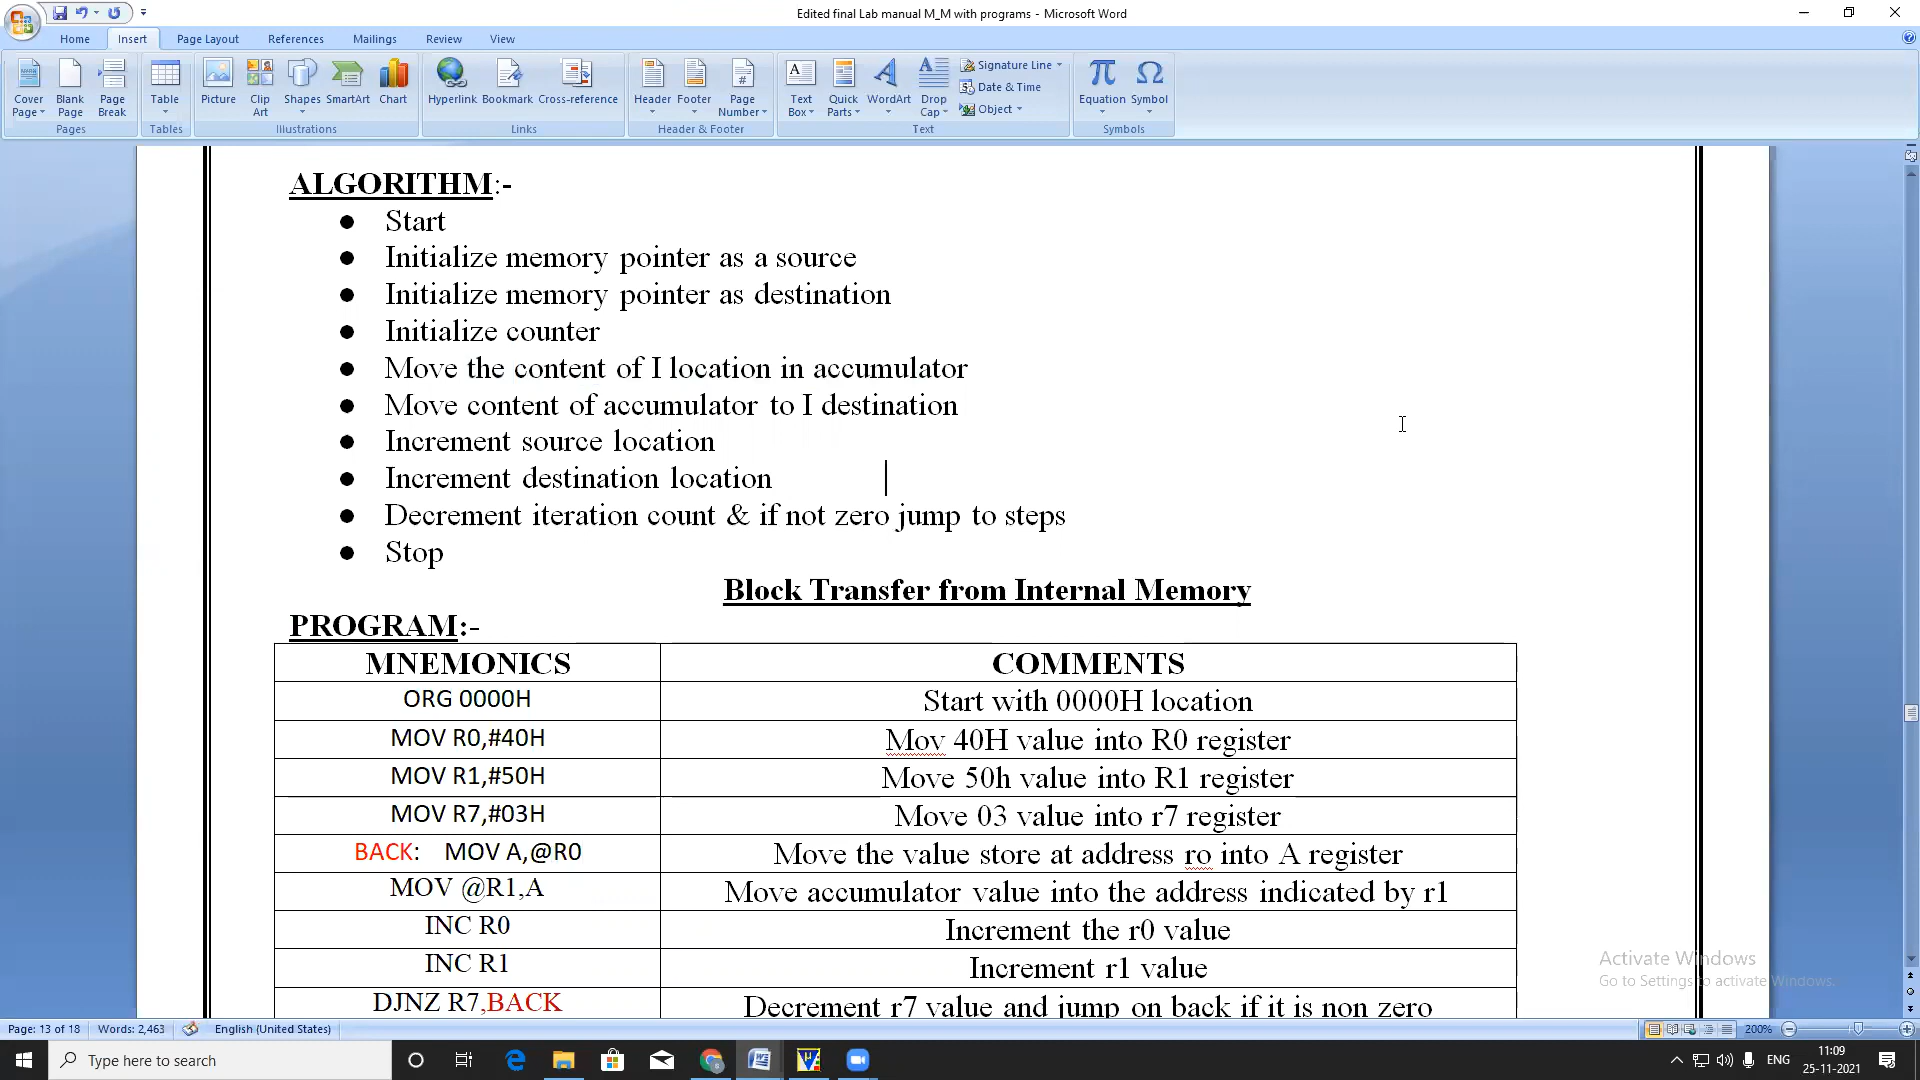 Edited final Lab manual M_M with programs - Microsoft Word
Home Insert Page Layout References Mailings Review View
Cover Page
Blank Page
Page Break
Table
Picture
Clip Art
Shapes
SmartArt
Chart
Hyperlink
Bookmark
Cross-reference
Header
Footer
Page Number
Text Box
Quick Parts
WordArt
Drop Cap
Signature Line
Date & Time
Object
Equation
Symbol
Pages Tables Illustrations Links Header & Footer Text Symbols
ALGORITHM:-
● Start
● Initialize memory pointer as a source
● Initialize memory pointer as destination
● Initialize counter
● Move the content of I location in accumulator
● Move content of accumulator to I destination
● Increment source location
● Increment destination location
● Decrement iteration count & if not zero jump to steps
● Stop
Block Transfer from Internal Memory
PROGRAM:-
MNEMONICS COMMENTS
ORG 0000H Start with 0000H location
MOV R0,#40H Mov 40H value into R0 register
MOV R1,#50H Move 50h value into R1 register
MOV R7,#03H Move 03 value into r7 register
BACK: MOV A,@R0 Move the value store at address ro into A register
MOV @R1,A Move accumulator value into the address indicated by r1
INC R0 Increment the r0 value
INC R1 Increment r1 value
DJNZ R7,BACK Decrement r7 value and jump on back if it is non zero
Activate Windows
Go to Settings to activate Windows.
Page: 13 of 18 Words: 2,463 English (United States) 200%
Type here to search
ENG
11:09
25-11-2021